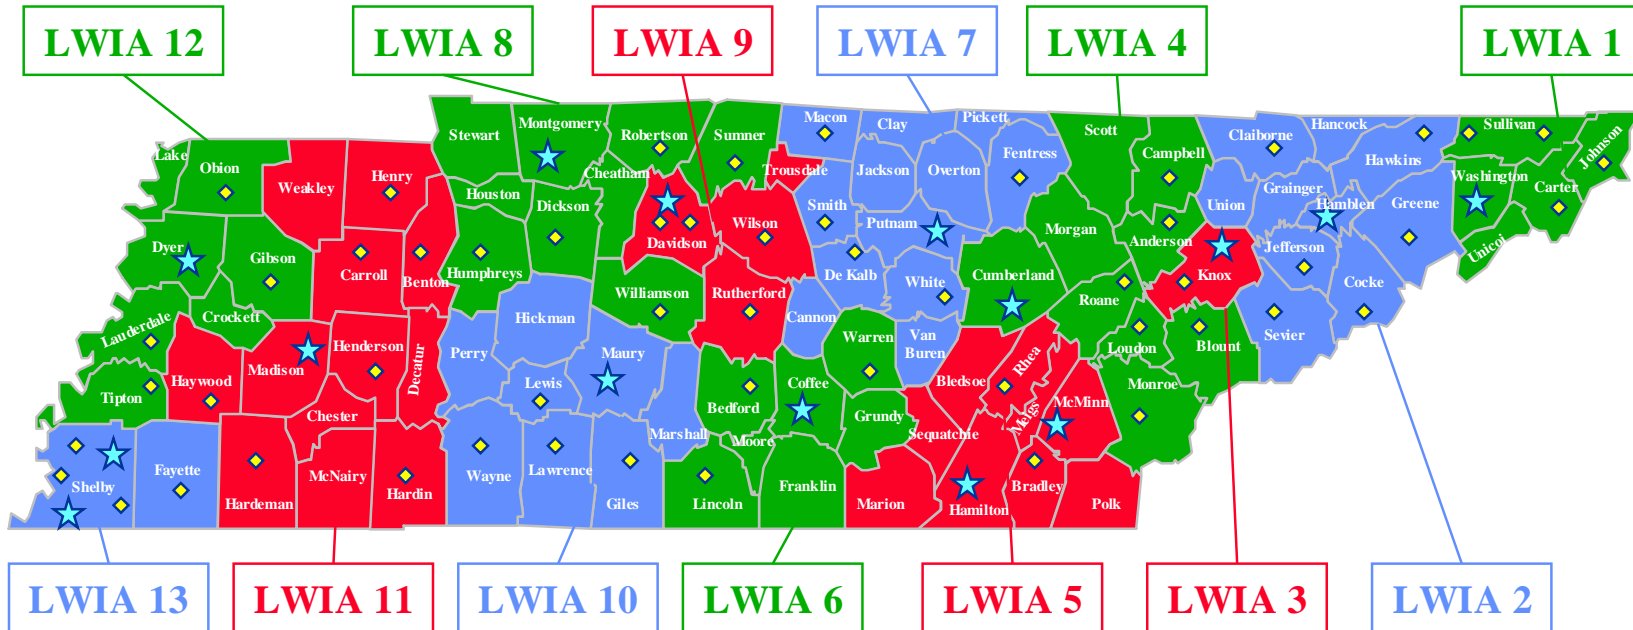 LWIA 12
LWIA 8
LWIA 9
LWIA 7
LWIA 4
LWIA 1
Lake
Obion
Weakley
Henry
Stewart
Montgomery
Robertson
Sumner
Macon
Clay
Pickett
Scott
Campbell
Claiborne
Hancock
Hawkins
Sullivan
Johnson
Houston
Cheatham
Dickson
Trousdale
Jackson
Overton
Fentress
Grainger
Hamblen
Union
Greene
Washington
Carter
Unicoi
Dyer
Gibson
Carroll
Benton
Humphreys
Davidson
Wilson
Smith
Putnam
Morgan
Anderson
Jefferson
Knox
Cocke
Crockett
Lauderdale
Hickman
Williamson
Rutherford
De Kalb
White
Cumberland
Roane
Cannon
Warren
Van
Buren
Loudon
Blount
Sevier
Tipton
Haywood
Madison
Henderson
Decatur
Perry
Lewis
Maury
Bedford
Coffee
Bledsoe
Rhea
Meigs
McMinn
Monroe
Chester
Marshall
Moore
Grundy
Sequatchie
Shelby
Fayette
Hardeman
McNairy
Hardin
Wayne
Lawrence
Giles
Lincoln
Franklin
Marion
Hamilton
Bradley
Polk
LWIA 13
LWIA 11
LWIA 10
LWIA 6
LWIA 5
LWIA 3
LWIA 2